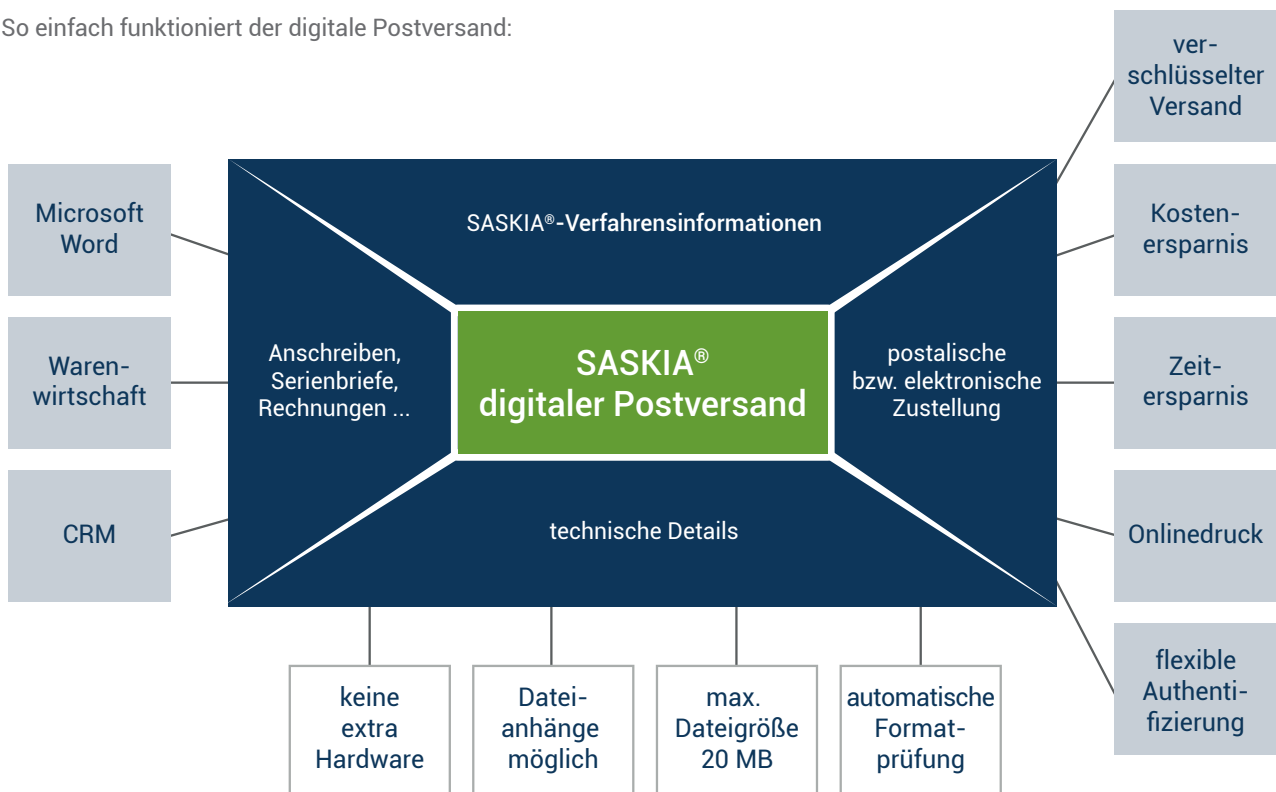 So einfach funktioniert der digitale Postversand:
Microsoft
Word
Waren-
wirtschaft
CRM
SASKIA®-Verfahrensinformationen
Anschreiben,
Serienbriefe,
Rechnungen ...
SASKIA®
digitaler Postversand
postalische
bzw. elektronische
Zustellung
technische Details
ver-
schlüsselter
Versand
Kosten-
ersparnis
Zeit-
ersparnis
Onlinedruck
flexible
Authenti-
fizierung
keine
extra
Hardware
Datei-
anhänge
möglich
max.
Dateigröße
20 MB
automatische
Format-
prüfung